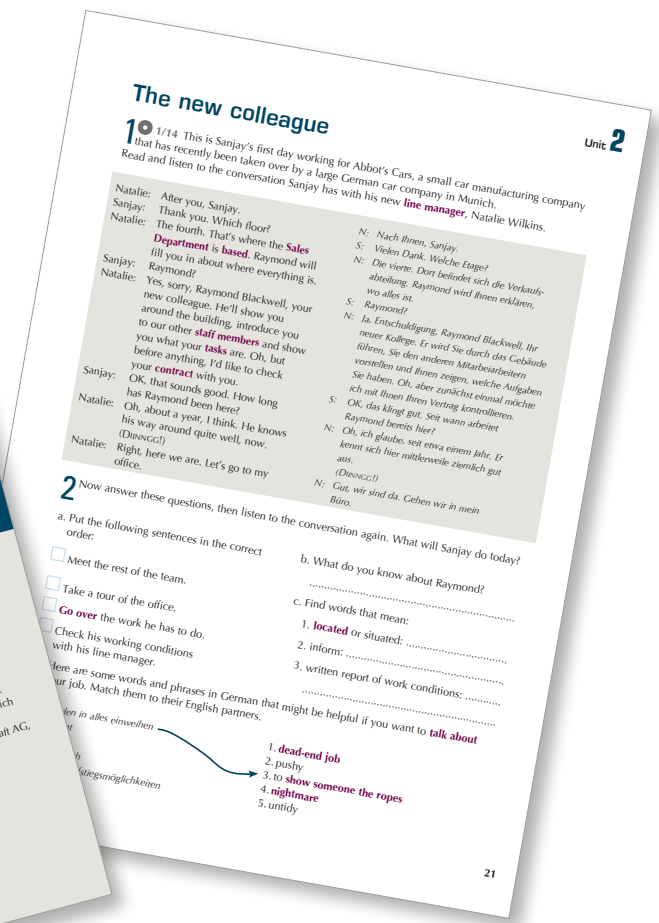 The new colleague
Unit 2
1 1/14 This is Sanjay's first day working for Abbot's Cars, a small car manufacturing company
that has recently been taken over by a large German car company in Munich.
Read and listen to the conversation Sanjay has with his new line manager, Natalie Wilkins.
Natalie: After you, Sanjay.
Sanjay: Thank you. Which floor?
Natalie: The fourth. That's where the Sales
Department is based. Raymond will
fill you in about where everything is.
Sanjay: Raymond?
Natalie: Yes, sorry, Raymond Blackwell, your
new colleague. He'll show you
around the building, introduce you
to our other staff members and show
you what your tasks are. Oh, but
before anything, I'd like to check
your contract with you.
Sanjay: OK, that sounds good. How long
has Raymond been here?
Natalie: Oh, about a year, I think. He knows
his way around quite well, now.
(DIINNGG!)
Natalie: Right, here we are. Let's go to my
office.
N: Nach Ihnen, Sanjay.
S: Vielen Dank. Welche Etage?
N: Die vierte. Dort befindet sich die Verkaufs-
abteilung. Raymond wird Ihnen erklären,
wo alles ist.
S: Raymond?
N: Ja, Entschuldigung, Raymond Blackwell, Ihr
neuer Kollege. Er wird Sie durch das Gebäude
führen, Sie den anderen Mitarbeiarbeitern
vorstellen und Ihnen zeigen, welche Aufgaben
Sie haben. Oh, aber zunächst einmal möchte
ich mit Ihnen Ihren Vertrag kontrollieren.
S: OK, das klingt gut. Seit wann arbeitet
Raymond bereits hier?
N: Oh, ich glaube, seit etwa einem Jahr. Er
kennt sich hier mittlerweile ziemlich gut
aus.
(DIINNGG!)
N: Gut, wir sind da. Gehen wir in mein
Büro.
2 Now answer these questions, then listen to the conversation again. What will Sanjay do today?
a. Put the following sentences in the correct
order:
Meet the rest of the team.
Take a tour of the office.
Go over the work he has to do.
Check his working conditions
with his line manager.
b. What do you know about Raymond?
c. Find words that mean:
1. located or situated:
2. inform:
3. written report of work conditions:
Here are some words and phrases in German that might be helpful if you want to talk about
ur job. Match them to their English partners.
den in alles einweihen
fstiegsmöglichkeiten
1. dead-end job
2. pushy
3. to show someone the ropes
4. nightmare
5. untidy
21
ich
aft AG,